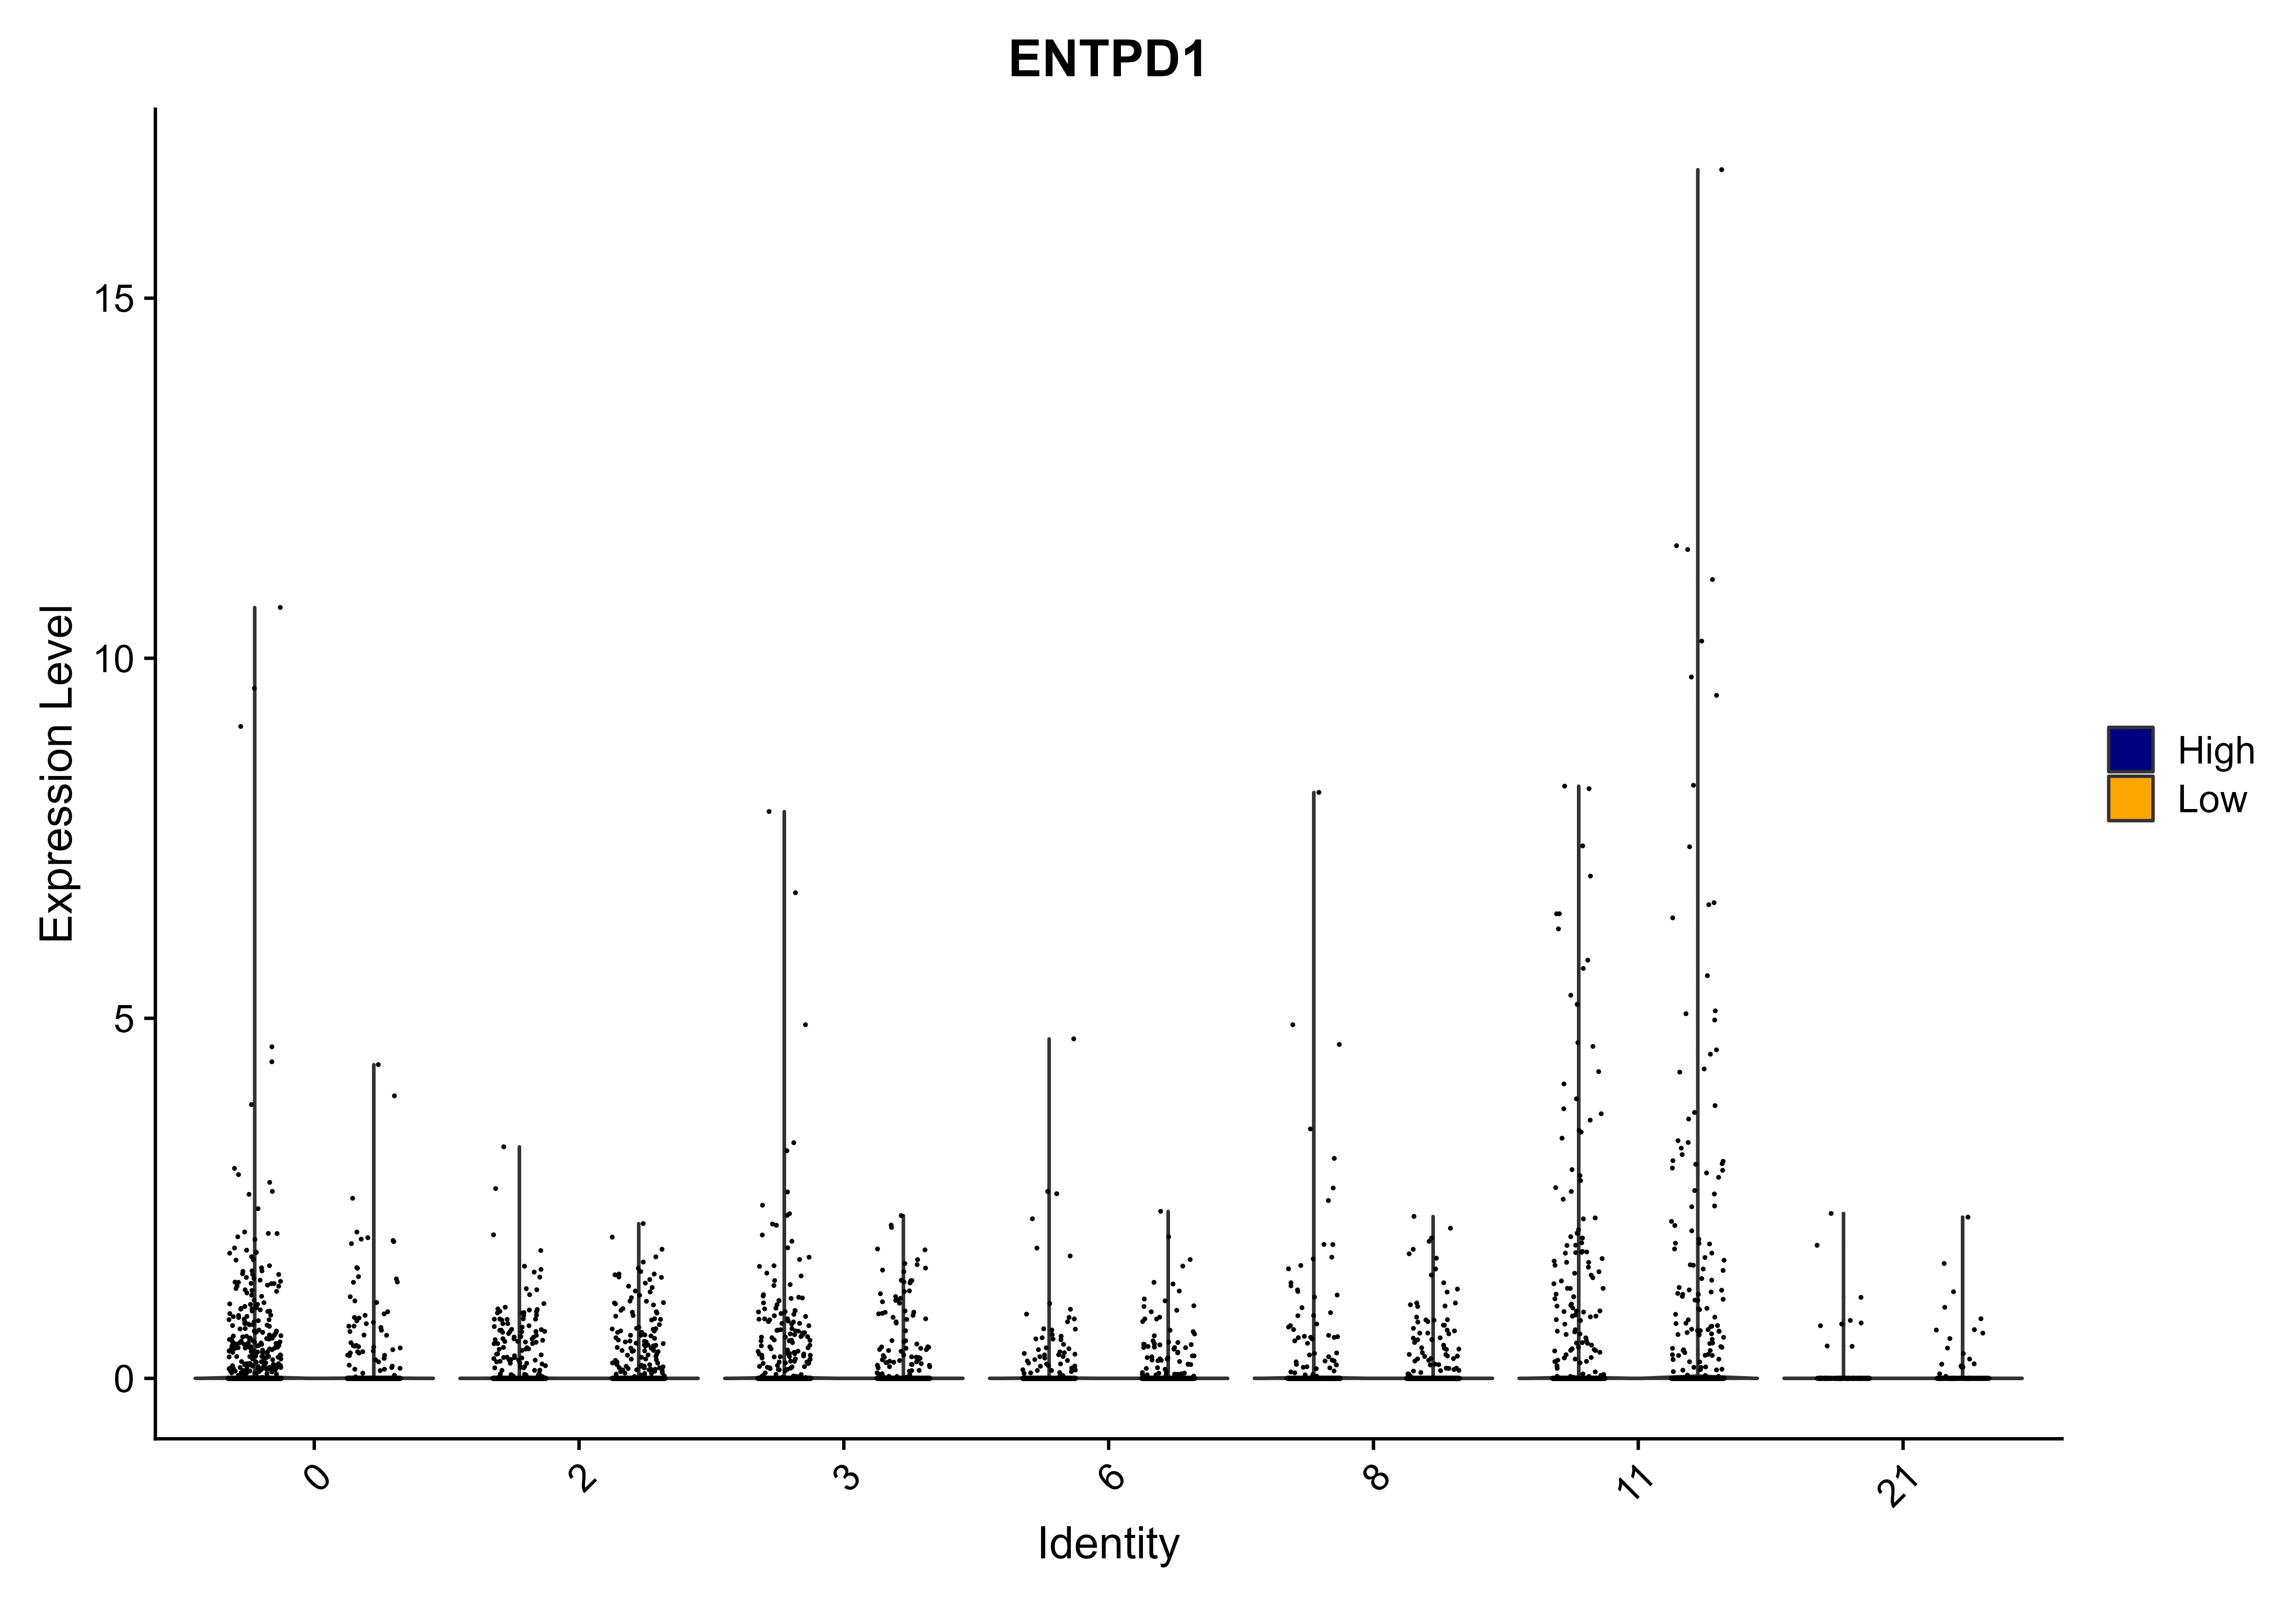 ENTPD1
Expression Level
15
10
5
0
0 2 3 6 8 11 21
Identity
High
Low